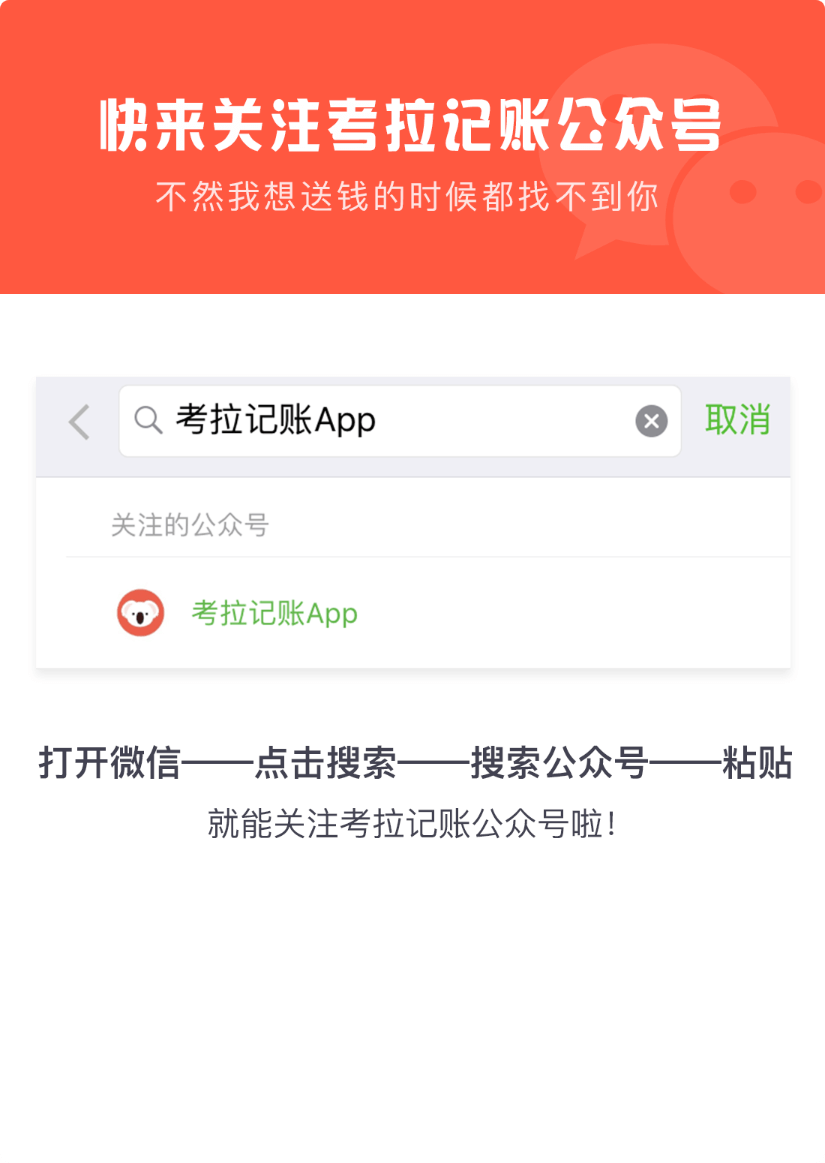 快来关注考拉记账公众号
不然我想送钱的时候都找不到你
考拉记账App
取消
关注的公众号
考拉记账App
打开微信——点击搜索——搜索公众号——粘贴
就能关注考拉记账公众号啦！